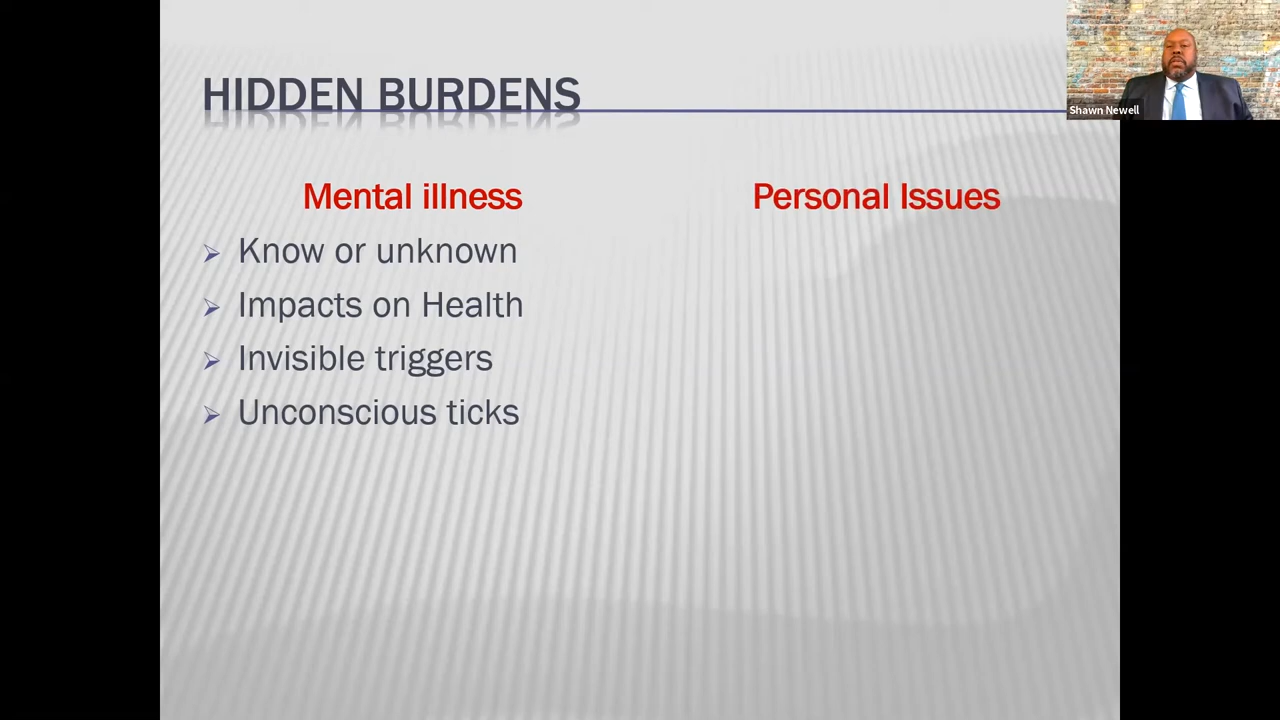 HIDDEN BURDENS
Mental illness
Know or unknown
Impacts on Health
Invisible triggers
Unconscious ticks
Personal Issues
Shawn Newell